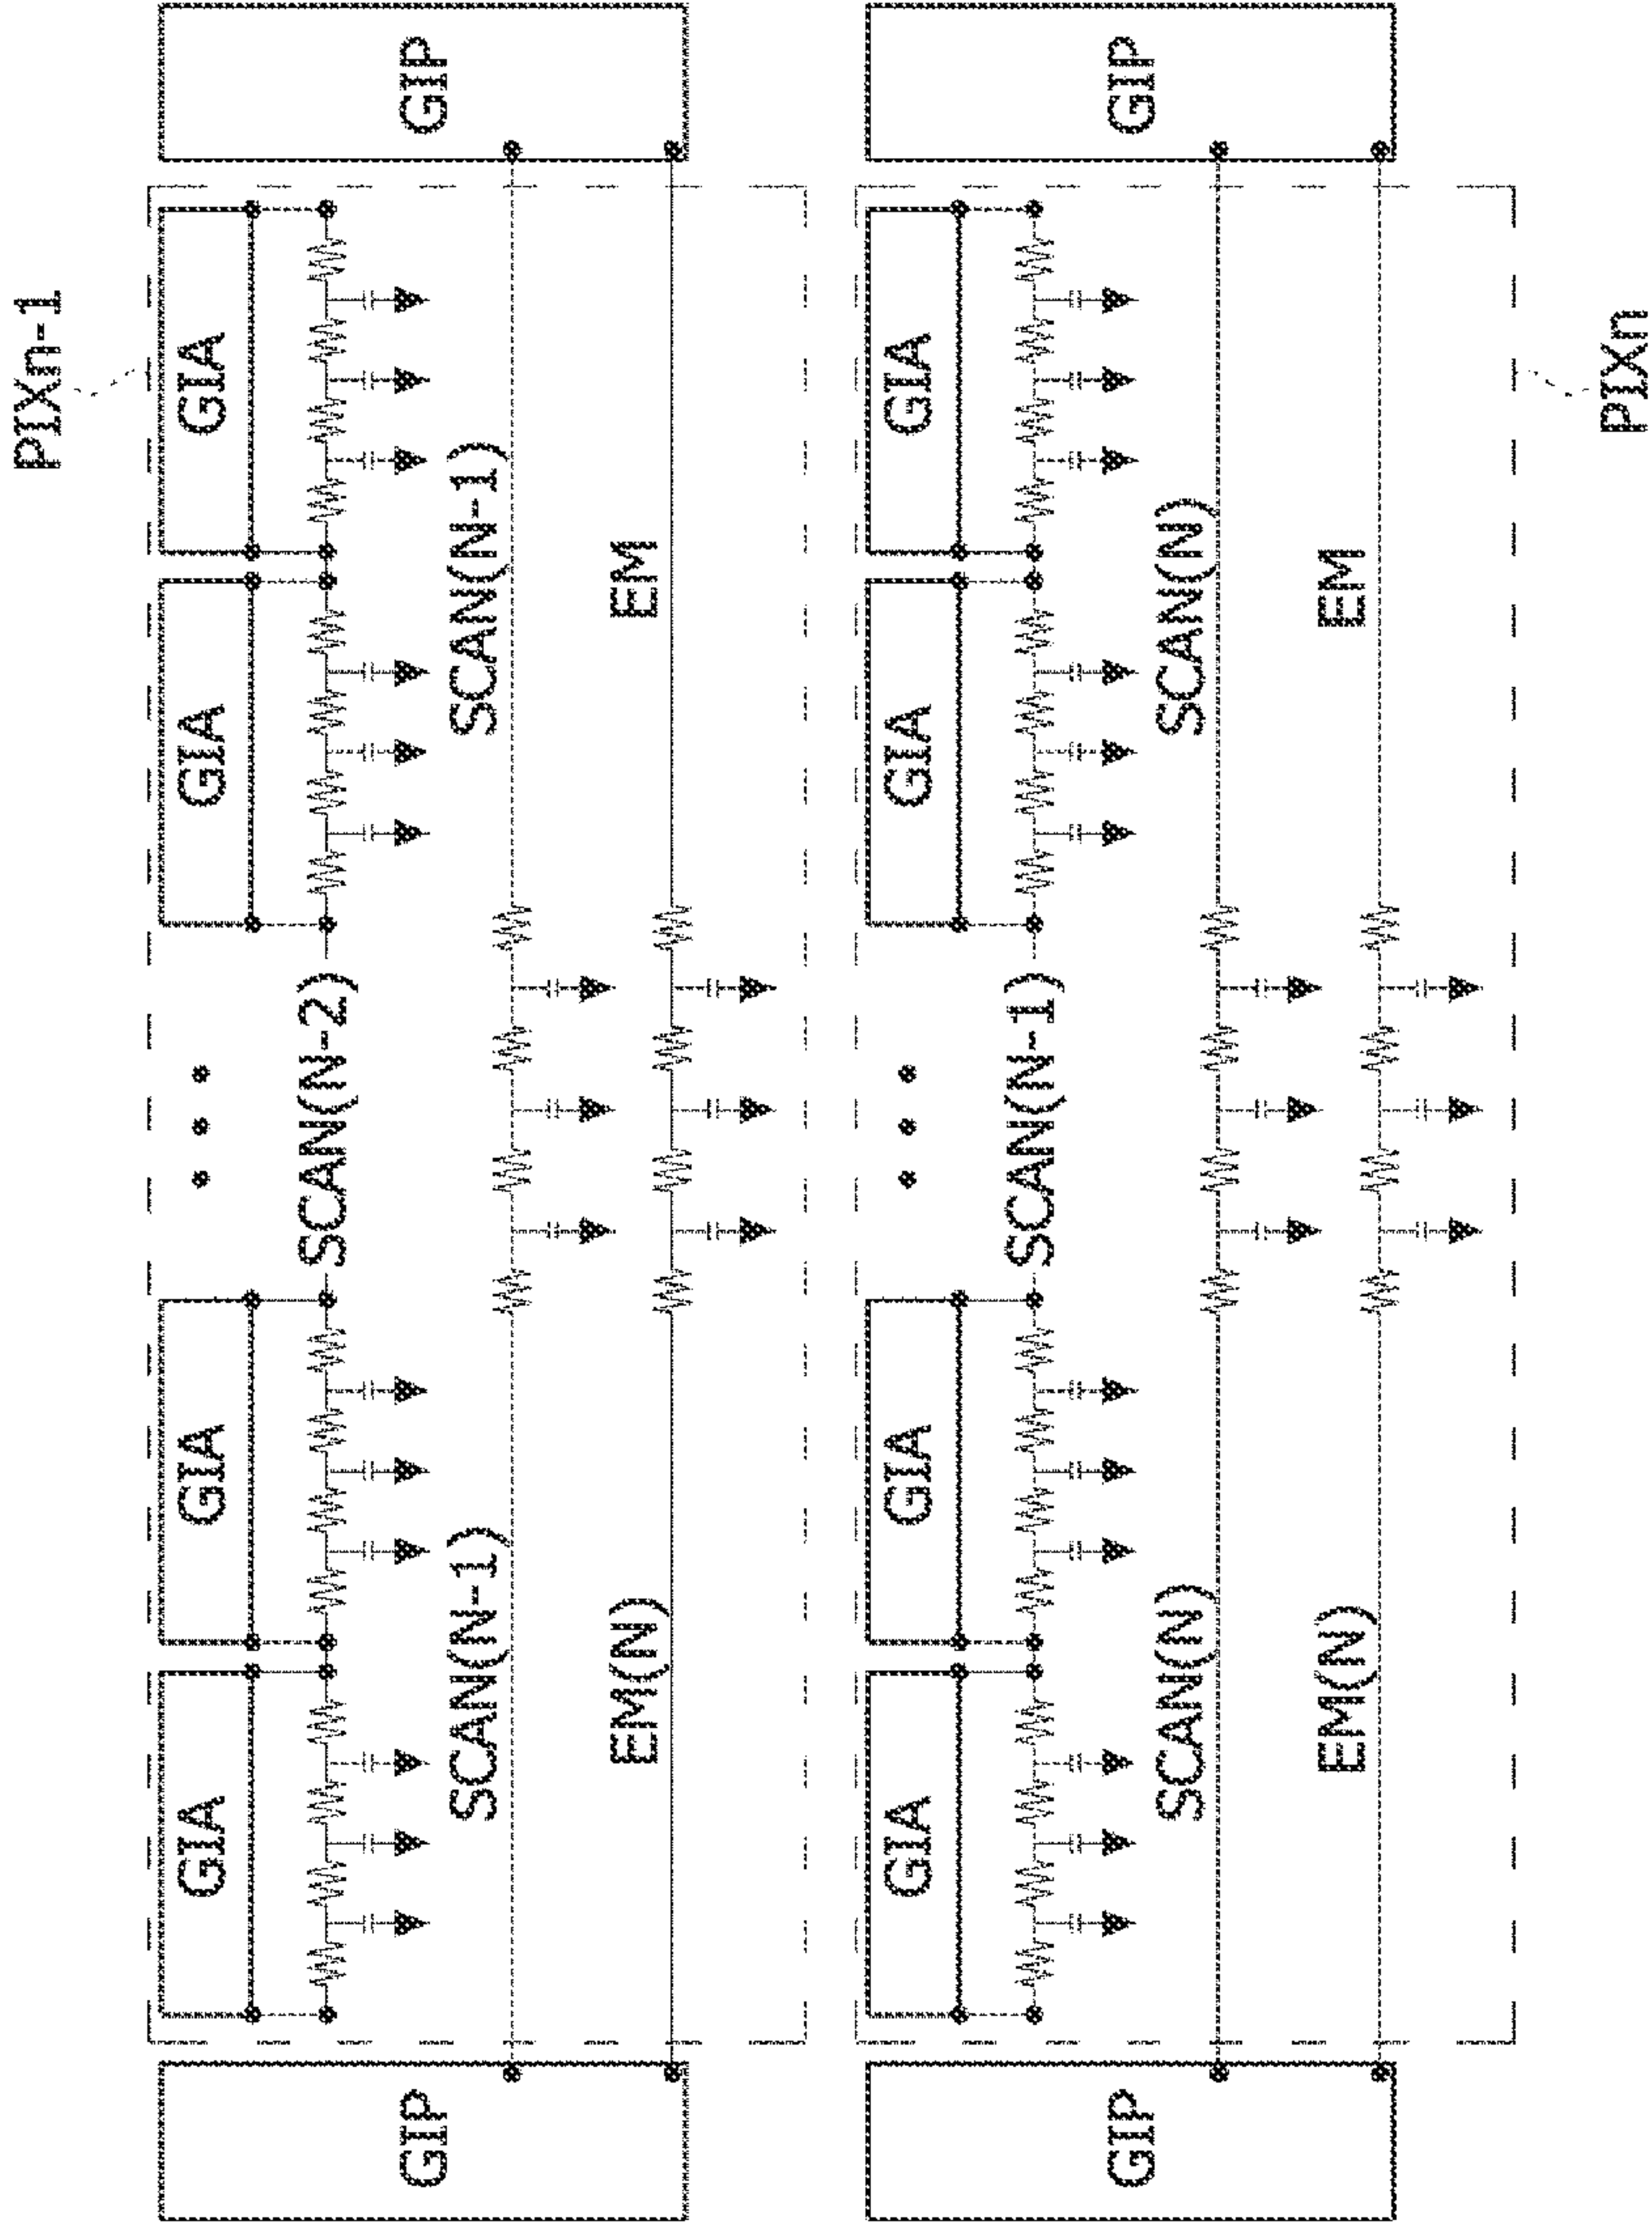 PIXn-1
GIP
GIA
GIA
GIA
GIA
GIP
SCAN(N-2)
SCAN(N-1)
SCAN(N-1)
EM(N)
EM
GIP
GIA
GIA
GIA
GIA
GIP
SCAN(N-1)
SCAN(N)
SCAN(N)
EM(N)
EM
PIXn